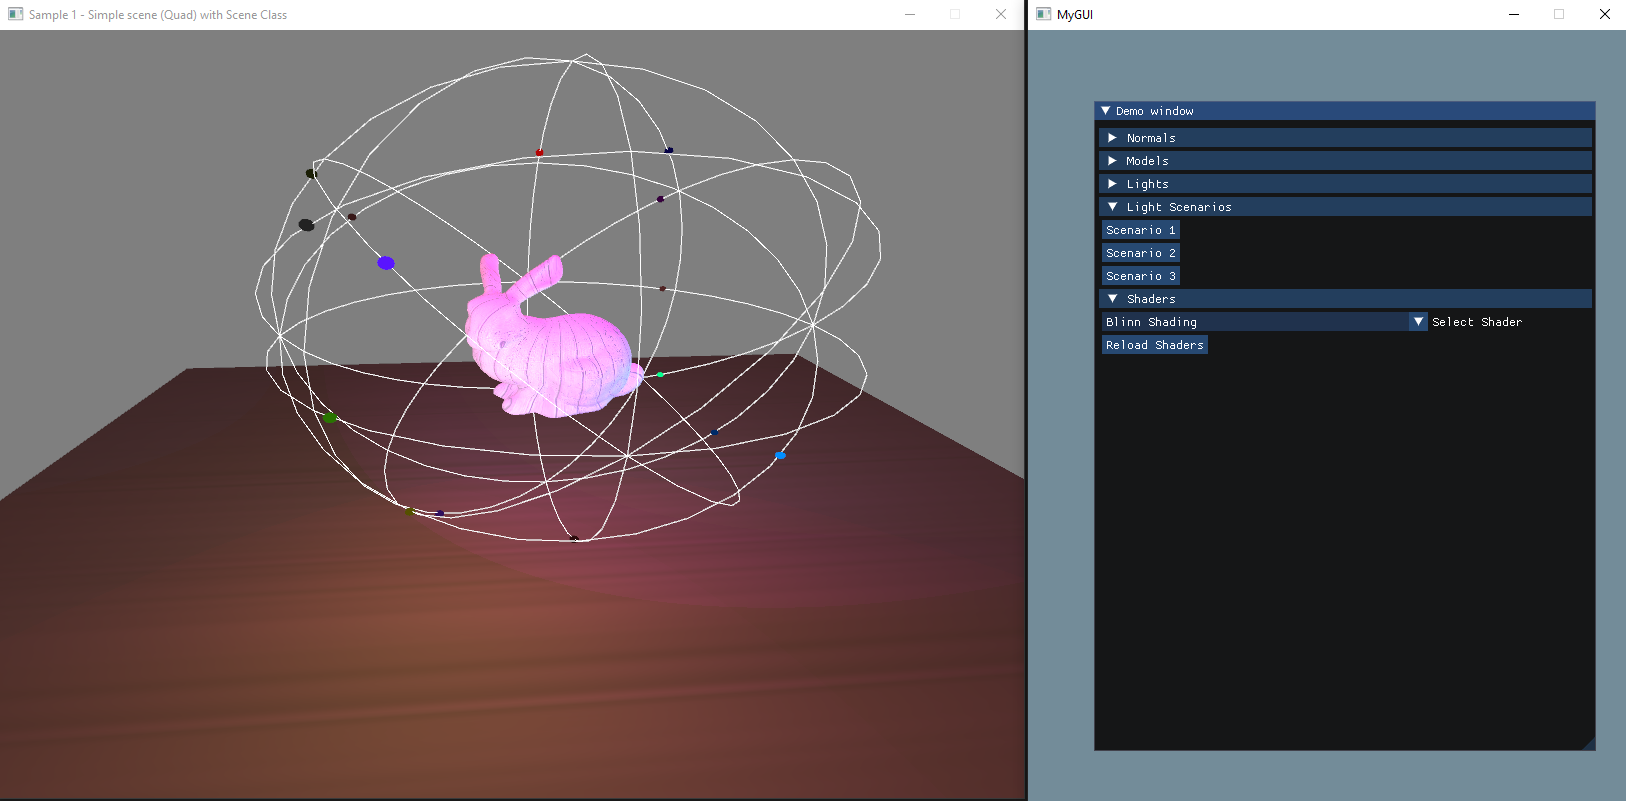 Sample 1 - Simple scene (Quad) with Scene Class
MyGUI
Demo window
Normals
Models
Lights
Light Scenarios
Scenario 1
Scenario 2
Scenario 3
Shaders
Blinn Shading Select Shader
Reload Shaders